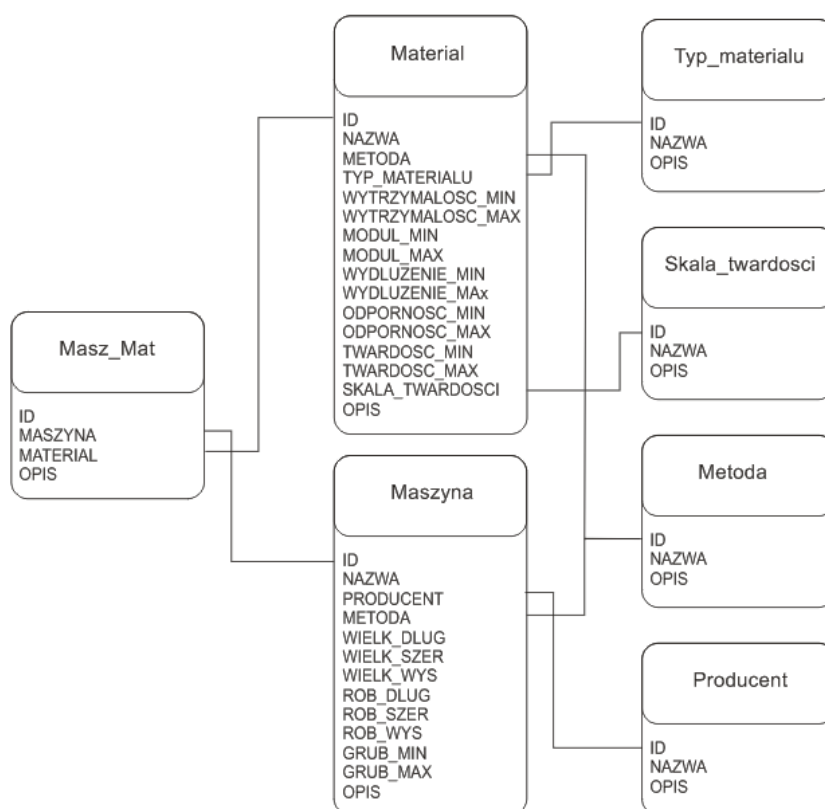 Masz_Mat
ID
MASZYNA
MATERIAL
OPIS
Material
ID
NAZWA
METODA
TYP_MATERIALU
WYTRZYMALOSC_MIN
WYTRZYMALOSC_MAX
MODUL_MIN
MODUL_MAX
WYDLUZENIE_MIN
WYDLUZENIE_MAx
ODPORNOSC_MIN
ODPORNOSC_MAX
TWARDOSC_MIN
TWARDOSC_MAX
SKALA_TWARDOSCI
OPIS
Maszyna
ID
NAZWA
PRODUCENT
METODA
WIELK_DLUG
WIELK_SZER
WIELK_WYS
ROB_DLUG
ROB_SZER
ROB_WYS
GRUB_MIN
GRUB_MAX
OPIS
Typ_materialu
ID
NAZWA
OPIS
Skala_twardosci
ID
NAZWA
OPIS
Metoda
ID
NAZWA
OPIS
Producent
ID
NAZWA
OPIS